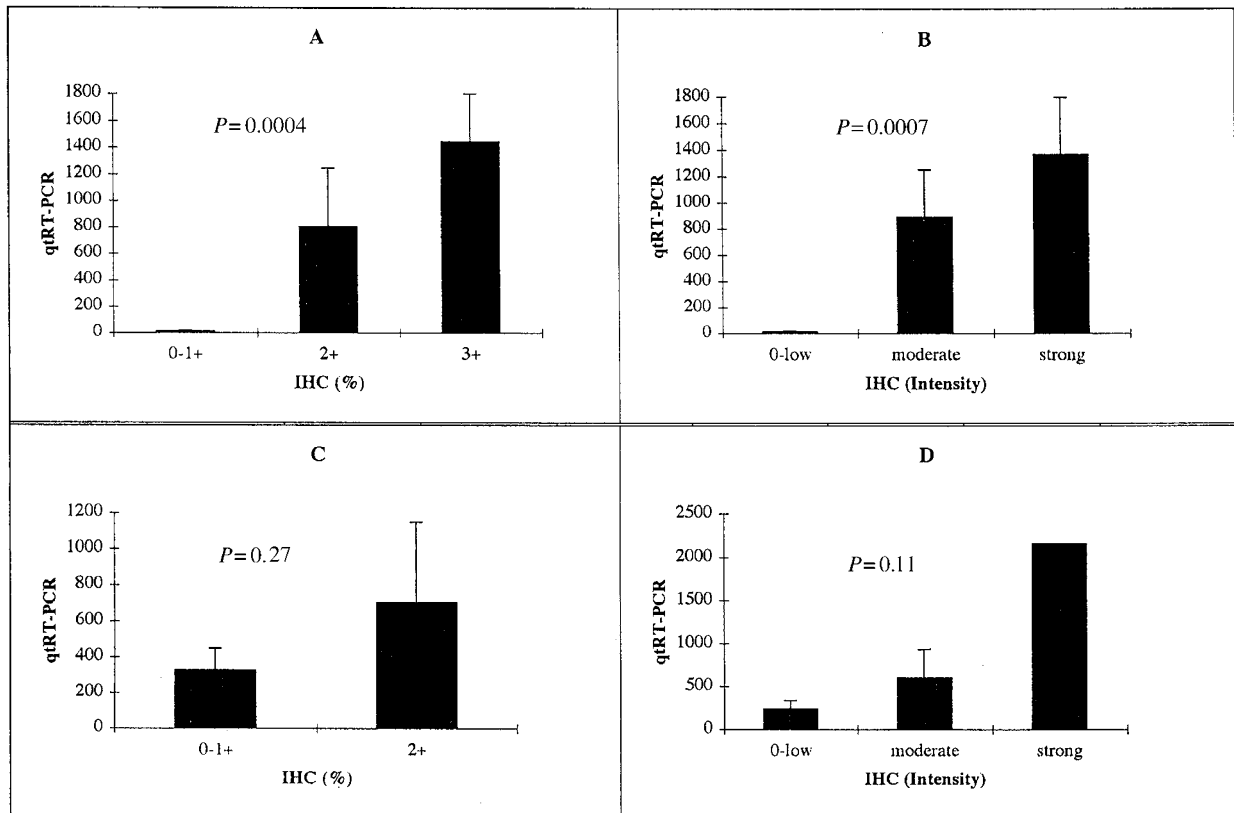 A
P=0.0004
qtRT-PCR
1800
1600
1400
1200
1000
800
600
400
200
0
0-1+ 2+ 3+
IHC (%)
B
P=0.0007
qtRT-PCR
1800
1600
1400
1200
1000
800
600
400
200
0
0-low moderate strong
IHC (Intensity)
C
P=0.27
qtRT-PCR
1200
1000
800
600
400
200
0
0-1+ 2+
IHC (%)
D
P=0.11
qtRT-PCR
2500
2000
1500
1000
500
0
0-low moderate strong
IHC (Intensity)